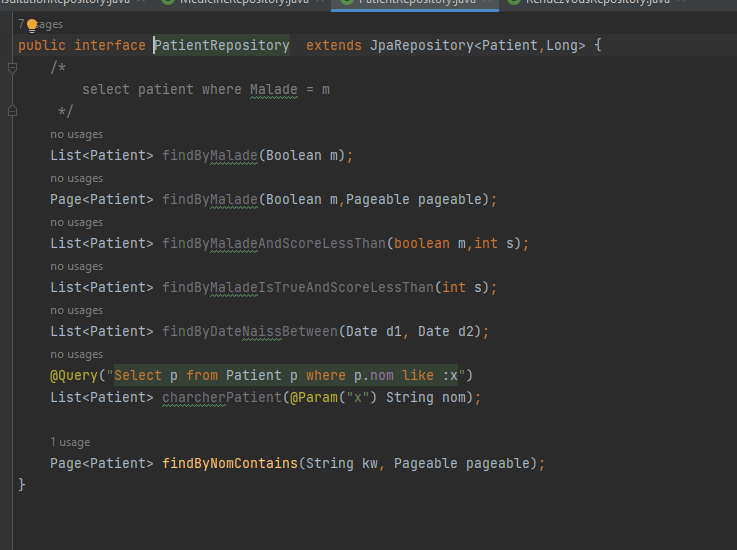 MedicineRepository.java
PatientRepository.java
RendezVousRepository.java
7 usages
public interface PatientRepository  extends JpaRepository<Patient,Long> {
/*
select patient where Malade = m
*/
no usages
List<Patient> findByMalade(Boolean m);
no usages
Page<Patient> findByMalade(Boolean m,Pageable pageable);
no usages
List<Patient> findByMaladeAndScoreLessThan(boolean m,int s);
no usages
List<Patient> findByMaladeIsTrueAndScoreLessThan(int s);
no usages
List<Patient> findByDateNaissBetween(Date d1, Date d2);
no usages
@Query("Select p from Patient p where p.nom like :x")
List<Patient> charcherPatient(@Param("x") String nom);
1 usage
Page<Patient> findByNomContains(String kw, Pageable pageable);
}